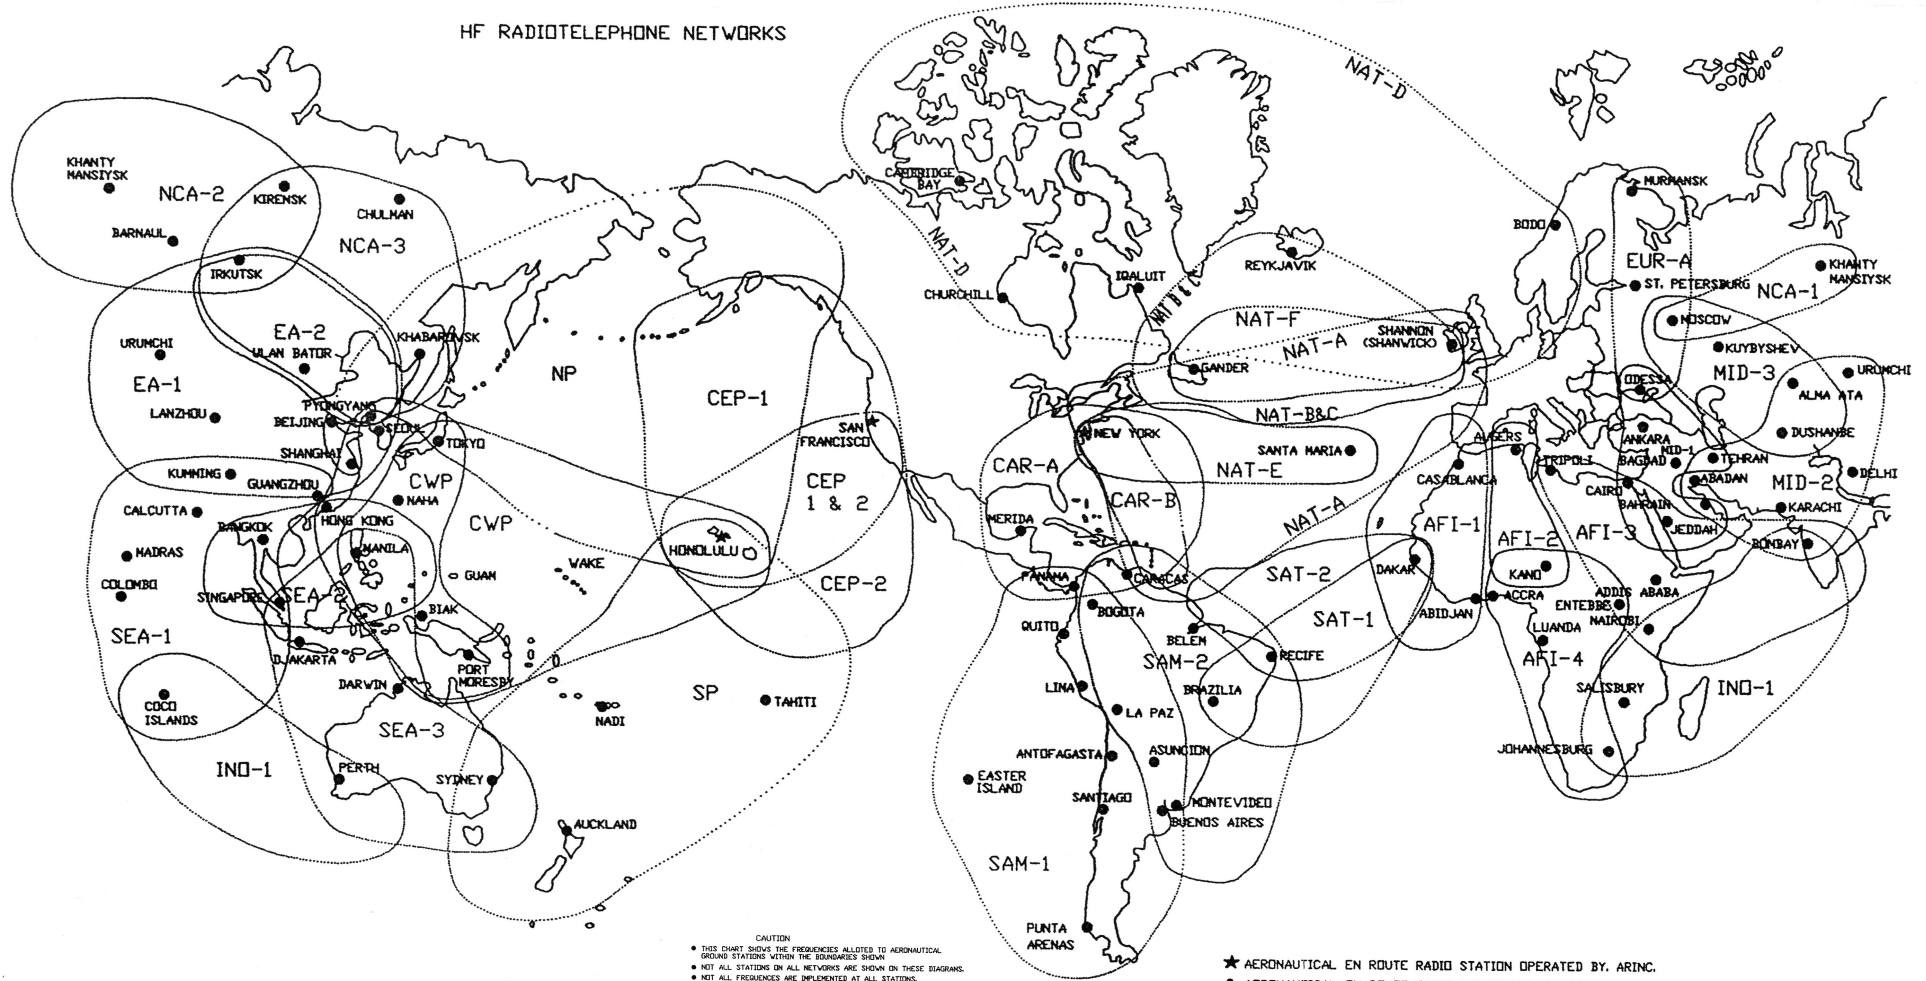 HF RADIOTELEPHONE NETWORKS
NAT-D
KHANTY
MANSIYSK
NCA-2
KIRENSK
BARNAUL
IRKUTSK
CHULMAN
NCA-3
CAMBRIDGE
BAY
NAT-D
CHURCHILL
IQALUIT
NAT B & C
REYKJAVIK
BODO
MURMANSK
EUR-A
ST. PETERSBURG
KHANTY
MANSIYSK
NCA-1
MOSCOW
KUYBYSHEV
MID-3
URUMCHI
ALMA ATA
DUSHANBE
ODESSA
URUMCHI
EA-1
LANZHOU
EA-2
ULAN BATOR
KHABAROVSK
PYONGYANG
BEIJING
SEOUL
TOKYO
SHANGHAI
KUNMING
GUANGZHOU
CWP
NAHA
CWP
NP
CEP-1
SAN
FRANCISCO
CEP
1 & 2
HONOLULU
CEP-2
WAKE
GUAM
NAT-F
NAT-A
SHANNON
(SHANWICK)
GANDER
NAT-B&C
NEW YORK
SANTA MARIA
NAT-E
CAR-A
CAR-B
MERIDA
NAT-A
ALGERS
TRIPOLI
CASABLANCA
ANKARA
MID-1
BAGDAD
TEHRAN
ABADAN
CAIRO
BAHRAIN
JEDDAH
MID-2
DELHI
KARACHI
BOMBAY
CALCUTTA
BANGKOK
HONG KONG
MANILA
MADRAS
COLOMBO
SINGAPORE
SEA-2
BIAK
SEA-1
DJAKARTA
DARWIN
PORT
MORESBY
COCO
ISLANDS
SEA-3
INO-1
PERTH
SYDNEY
AUCKLAND
NADI
SP
TAHITI
PANAMA
CARACAS
BOGOTA
QUITO
BELEM
SAM-2
RECIFE
LIMA
BRAZILIA
LA PAZ
ANTOFAGASTA
ASUNCION
EASTER
ISLAND
SANTIAGO
MONTEVIDEO
BUENOS AIRES
SAM-1
PUNTA
ARENAS
SAT-2
SAT-1
DAKAR
AFI-1
ABIDJAN
ACCRA
AFI-2
KANO
AFI-3
ADDIS
ABABA
ENTEBBE
NAIROBI
LUANDA
AFI-4
SALISBURY
JOHANNESBURG
INO-1
CAUTION
● THIS CHART SHOWS THE FREQUENCIES ALLOTED TO AERONAUTICAL
GROUND STATIONS WITHIN THE BOUNDARIES SHOWN
● NOT ALL STATIONS ON ALL NETWORKS ARE SHOWN ON THESE DIAGRAMS.
● NOT ALL FREQUENCES ARE IMPLEMENTED AT ALL STATIONS.
★ AERONAUTICAL EN ROUTE RADIO STATION OPERATED BY. ARINC.